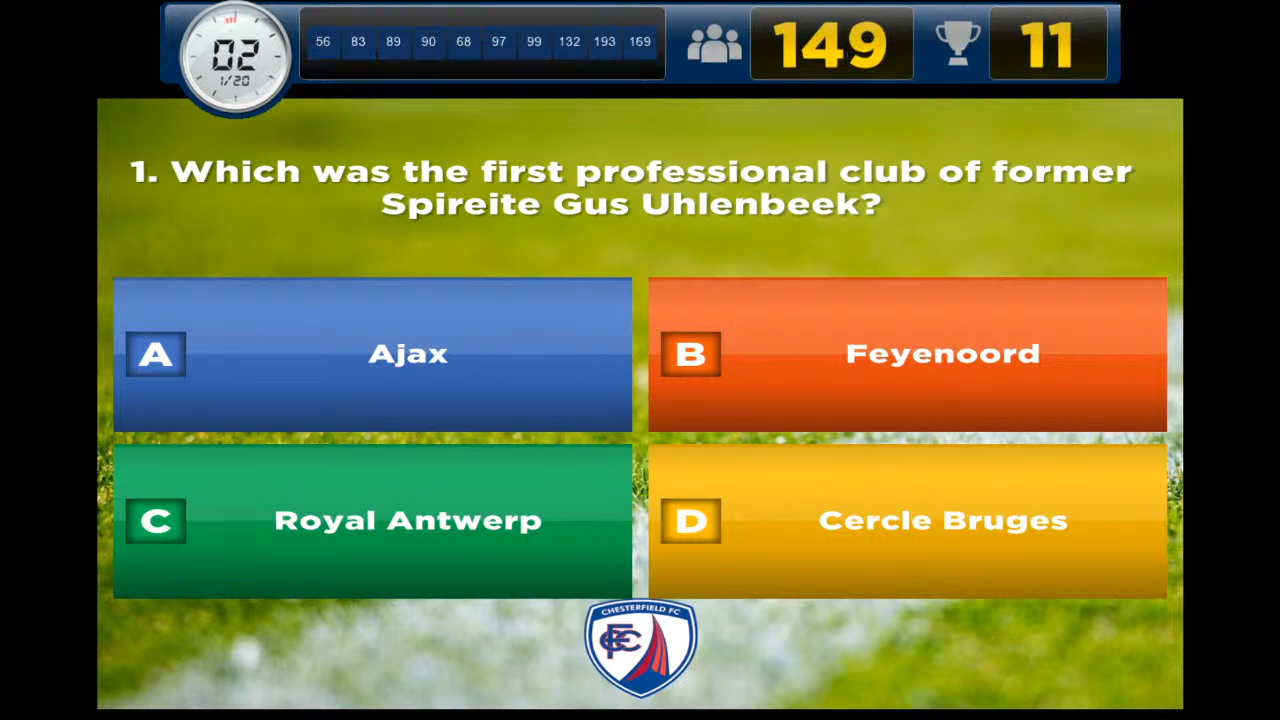 02
1/20
56 83 89 90 68 97 99 132 193 169
149
11
1. Which was the first professional club of former
Spireite Gus Uhlenbeek?
A Ajax
B Feyenoord
C Royal Antwerp
D Cercle Bruges
CHESTERFIELD FC